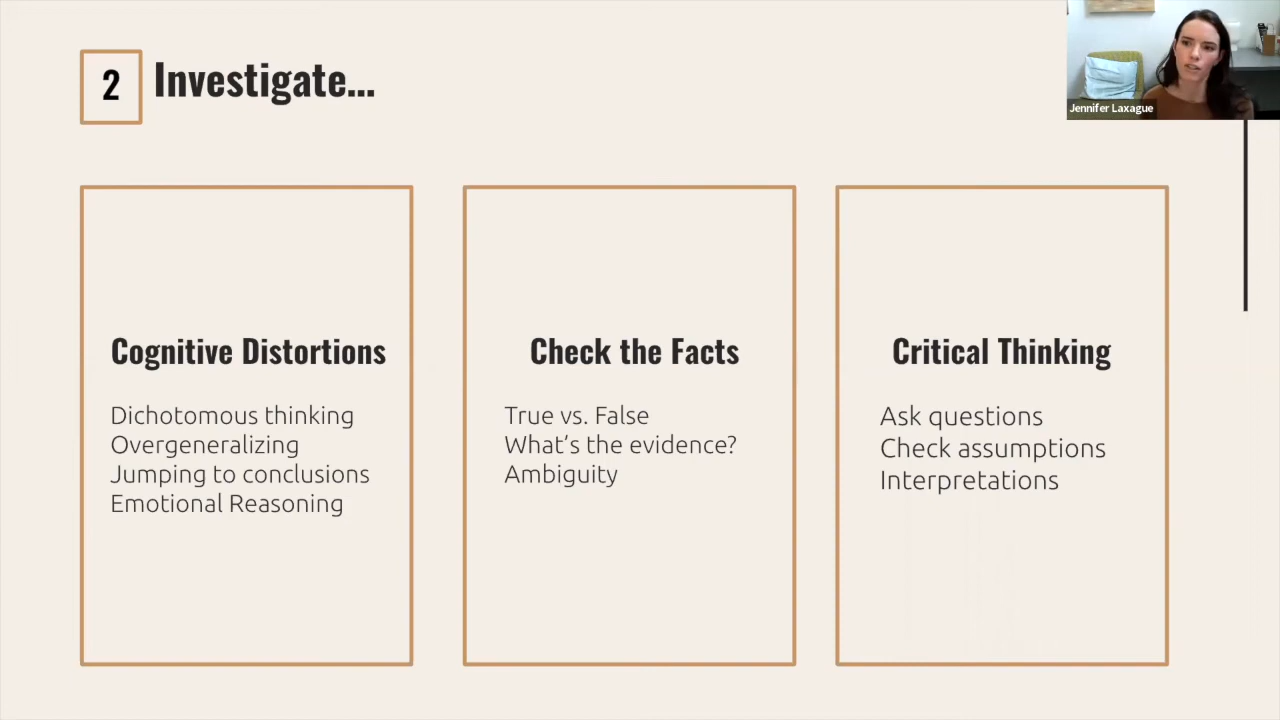 2
Investigate...
Jennifer Laxague
Cognitive Distortions
Dichotomous thinking
Overgeneralizing
Jumping to conclusions
Emotional Reasoning
Check the Facts
True vs. False
What’s the evidence?
Ambiguity
Critical Thinking
Ask questions
Check assumptions
Interpretations